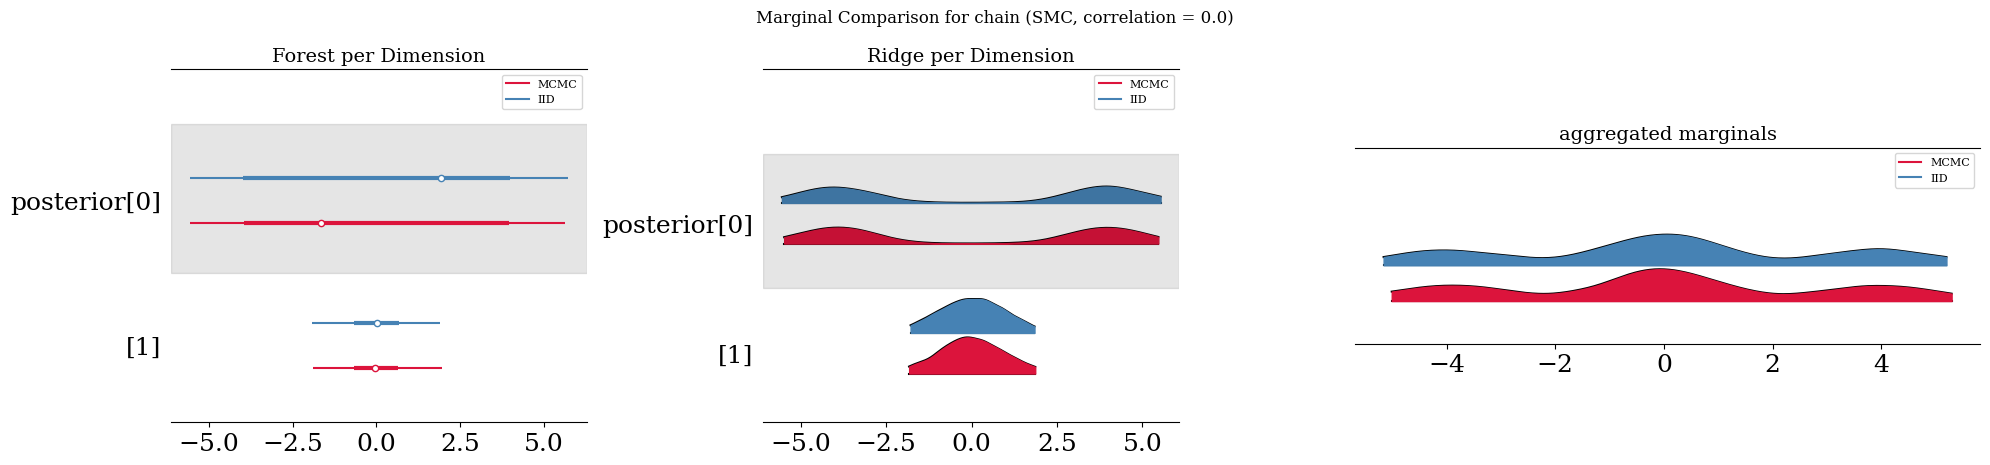 Marginal Comparison for chain (SMC, correlation = 0.0)
Forest per Dimension
MCMC
IID
posterior[0]
[1]
−5.0 −2.5 0.0 2.5 5.0
Ridge per Dimension
MCMC
IID
posterior[0]
[1]
−5.0 −2.5 0.0 2.5 5.0
aggregated marginals
MCMC
IID
−4 −2 0 2 4